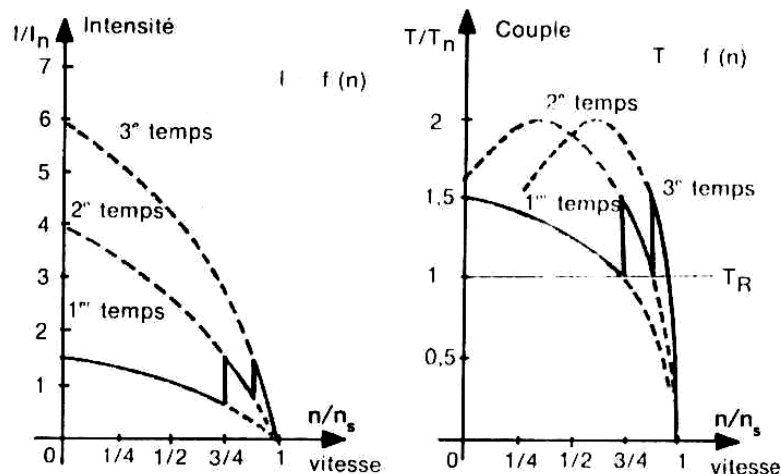 I/In Intensité
7
I f (n)
6
3e temps
5
2e temps
4
3
1er temps
2
1
n/ns
0 1/4 1/2 3/4 1 vitesse
T/Tn Couple
T f (n)
2e temps
2
3e temps
1,5
1er temps
1
TR
0,5
n/ns
0 1/4 1/2 3/4 1 vitesse